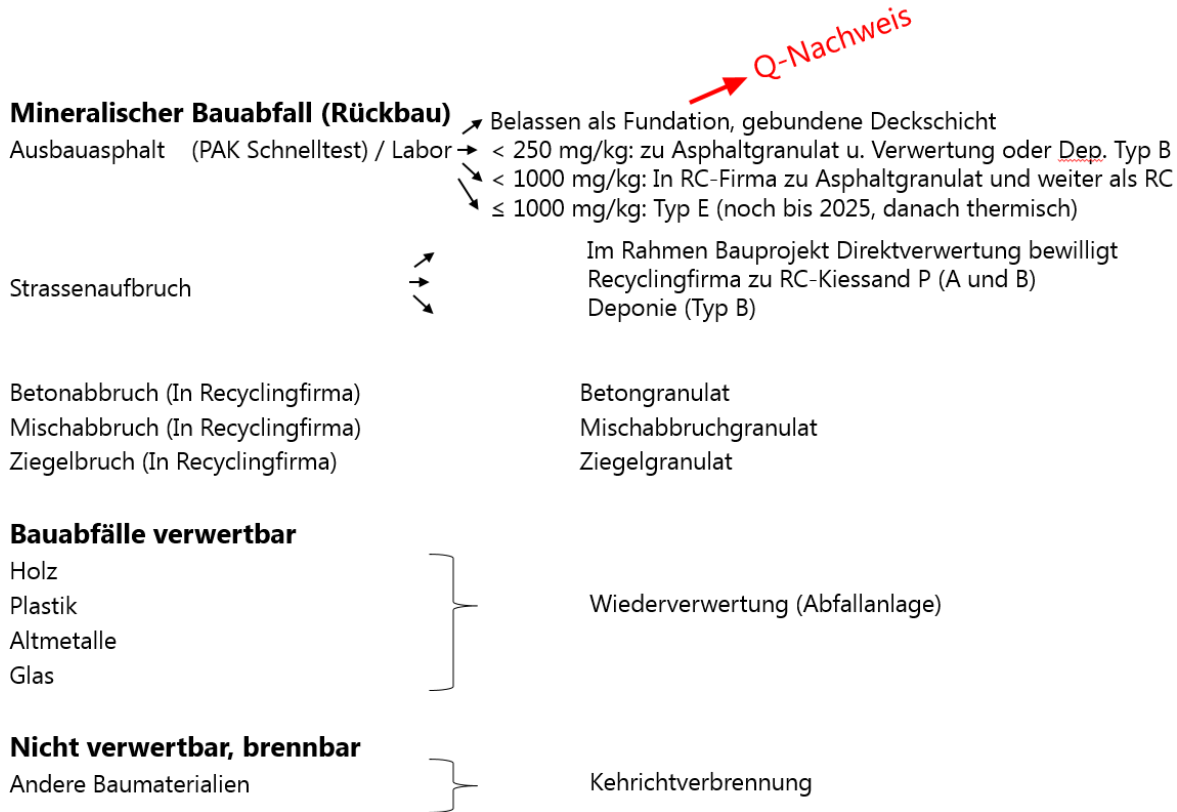 Q-Nachweis
Mineralischer Bauabfall (Rückbau)
Belassen als Fundation, gebundene Deckschicht
Ausbauasphalt (PAK Schnelltest) / Labor
< 250 mg/kg: zu Asphaltgranulat u. Verwertung oder Dep. Typ B
< 1000 mg/kg: In RC-Firma zu Asphaltgranulat und weiter als RC
≤ 1000 mg/kg: Typ E (noch bis 2025, danach thermisch)
Strassenaufbruch
Im Rahmen Bauprojekt Direktverwertung bewilligt
Recyclingfirma zu RC-Kiessand P (A und B)
Deponie (Typ B)
Betonabbruch (In Recyclingfirma) Betongranulat
Mischabbruch (In Recyclingfirma) Mischabbruchgranulat
Ziegelbruch (In Recyclingfirma) Ziegelgranulat
Bauabfälle verwertbar
Holz
Plastik
Altmetalle
Glas
Wiederverwertung (Abfallanlage)
Nicht verwertbar, brennbar
Andere Baumaterialien Kehrichtverbrennung